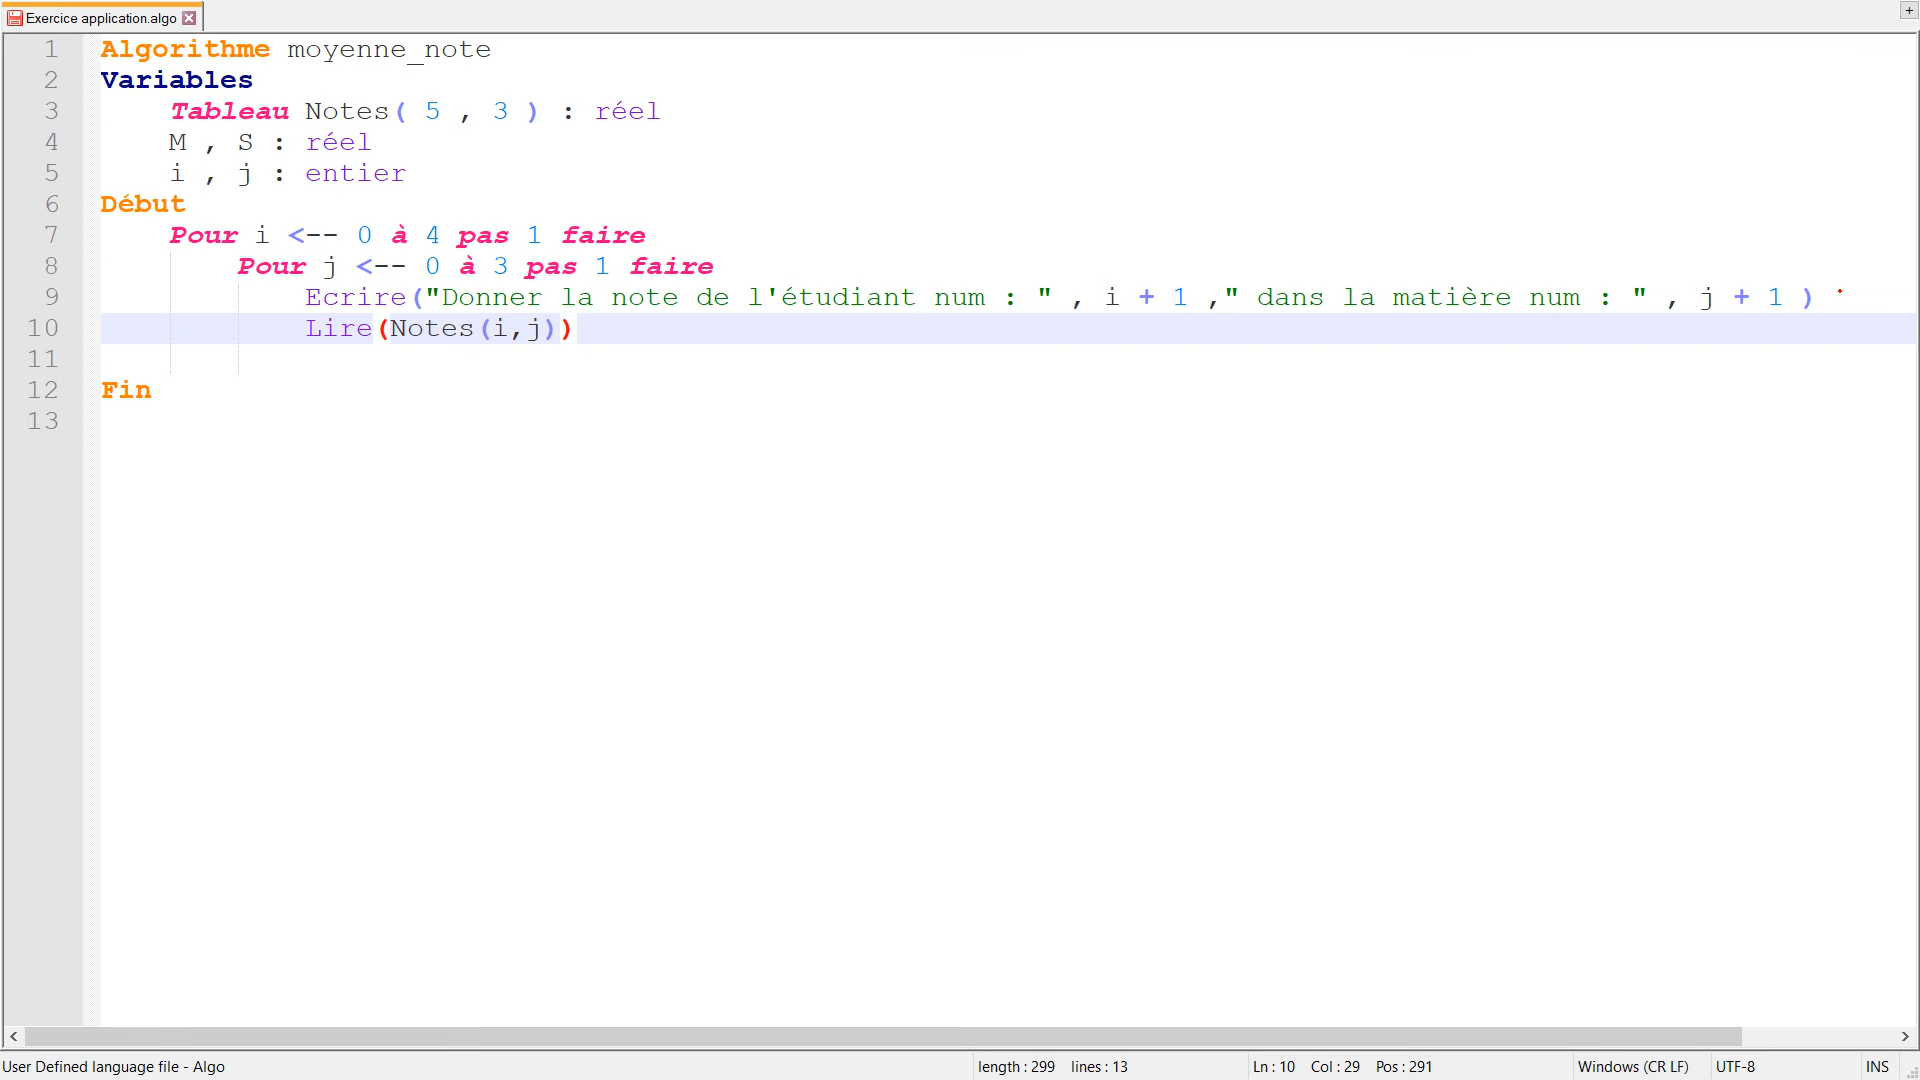 Exercice application.algo
+
1 Algorithme moyenne_note
2 Variables
3 Tableau Notes( 5 , 3 ) : réel
4 M , S : réel
5 i , j : entier
6 Début
7 Pour i <-- 0 à 4 pas 1 faire
8 Pour j <-- 0 à 3 pas 1 faire
9 Ecrire("Donner la note de l'étudiant num : " , i + 1 ," dans la matière num : " , j + 1 )
10 Lire(Notes(i,j))
11
12 Fin
13
User Defined language file - Algo length : 299 lines : 13 Ln : 10 Col : 29 Pos : 291 Windows (CR LF) UTF-8 INS